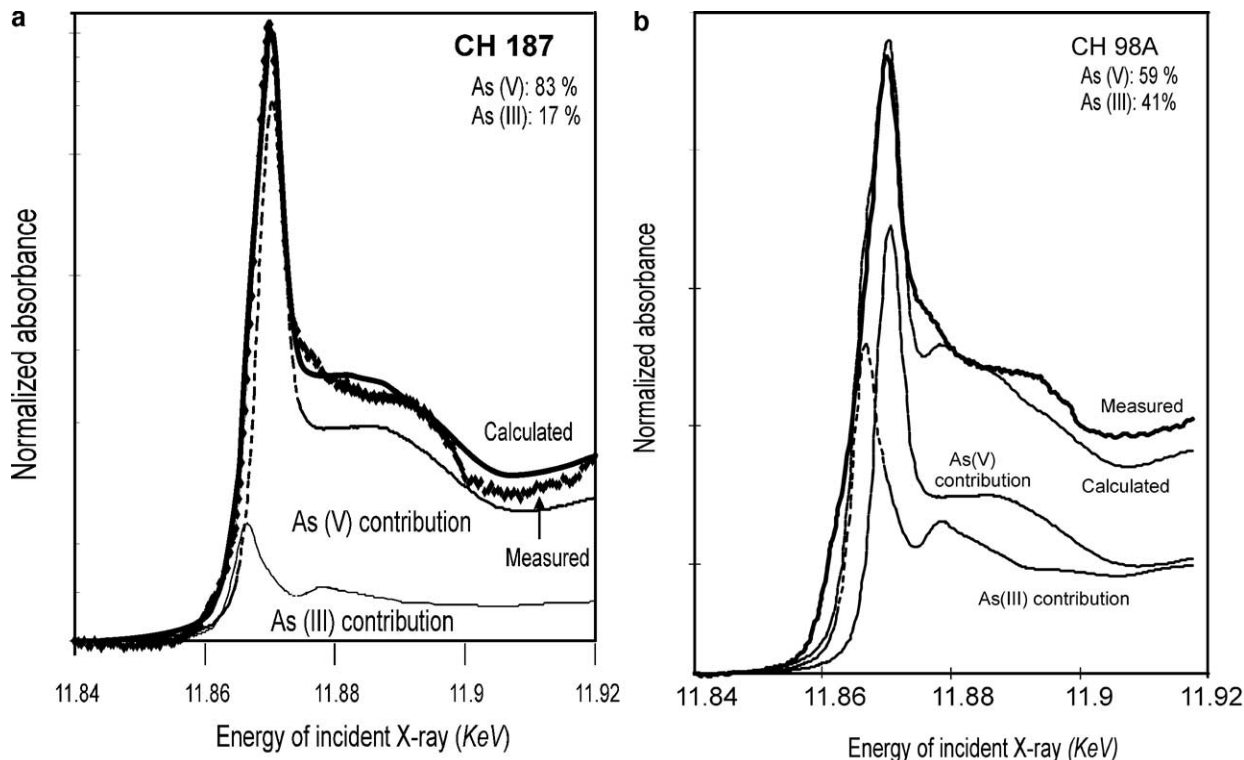 a
CH 187
As (V): 83 %
As (III): 17 %
Normalized absorbance
Calculated
As (V) contribution
Measured
As (III) contribution
11.84 11.86 11.88 11.9 11.92
Energy of incident X-ray (KeV)
b
CH 98A
As (V): 59 %
As (III): 41%
Normalized absorbance
Measured
As(V)
contribution
Calculated
As(III) contribution
11.84 11.86 11.88 11.9 11.92
Energy of incident X-ray (KeV)